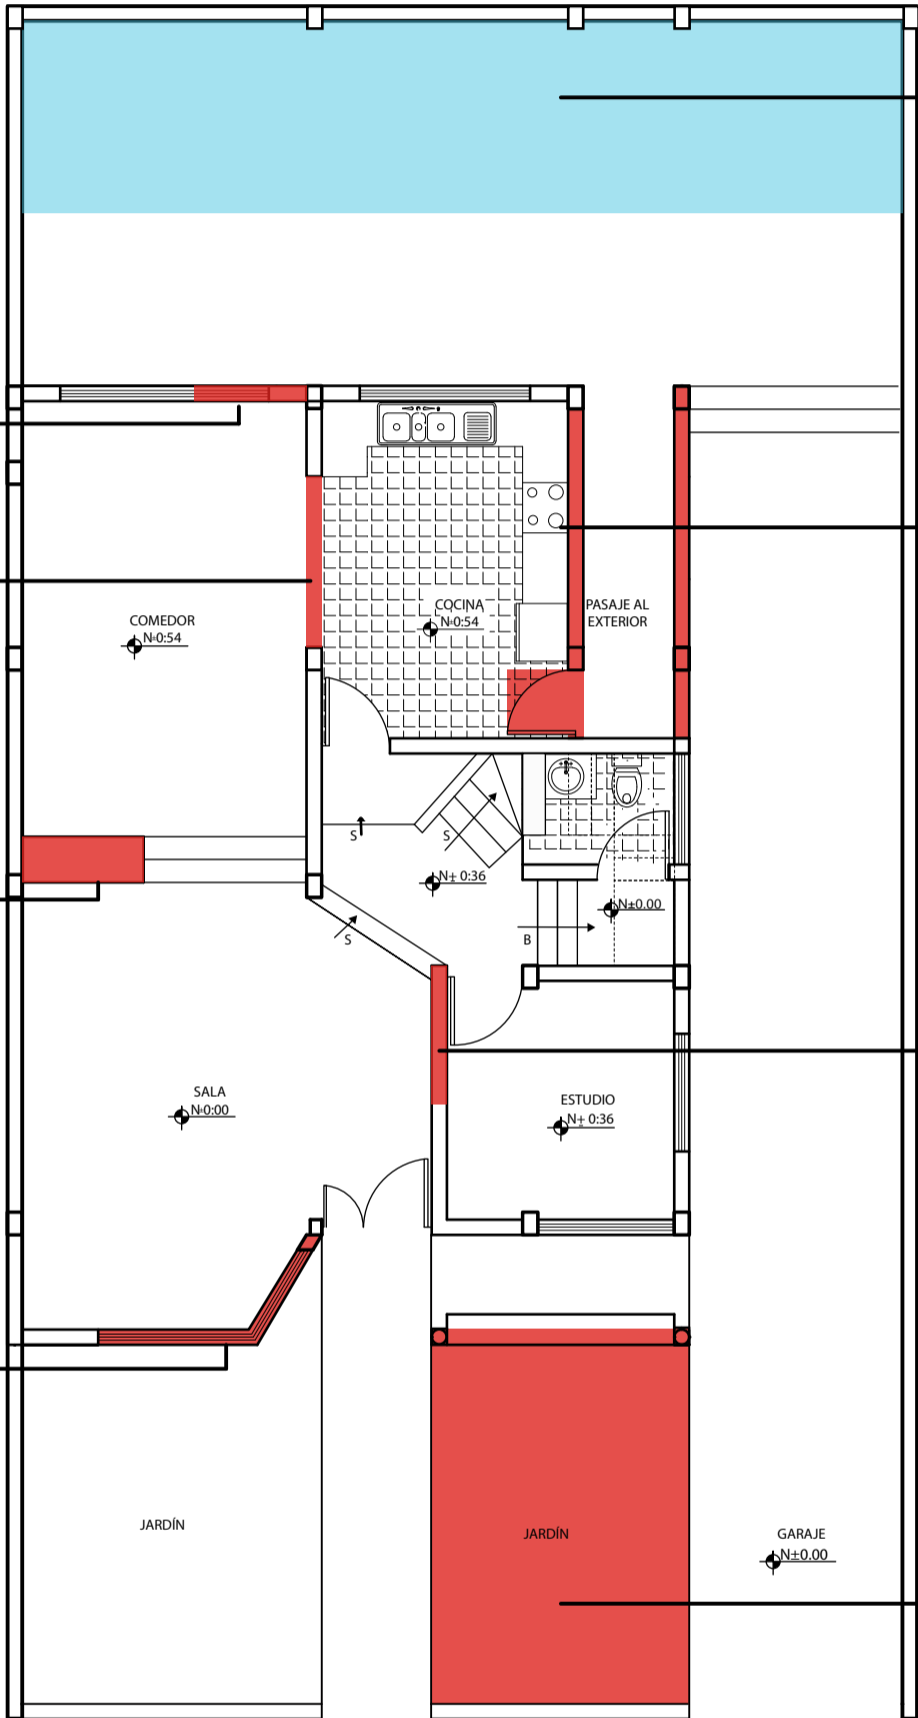 COCINA
N±0:54
PASAJE AL
EXTERIOR
COMEDOR
N±0:54
S
S
N± 0:36
N±0.00
S
B
SALA
N±0:00
ESTUDIO
N± 0:36
JARDÍN
JARDÍN
GARAJE
N±0.00